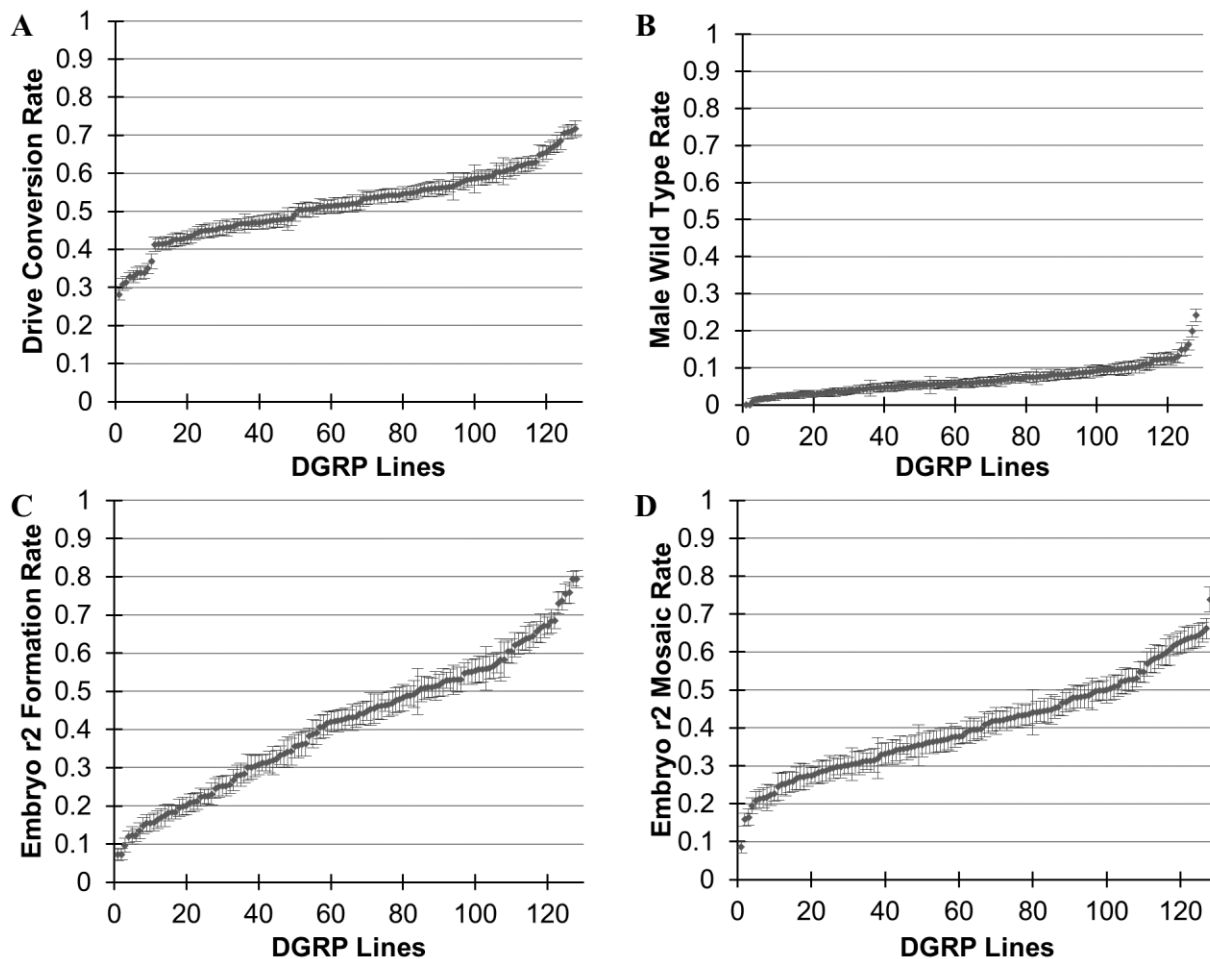 A
Drive Conversion Rate
1
0.9
0.8
0.7
0.6
0.5
0.4
0.3
0.2
0.1
0
0 20 40 60 80 100 120
DGRP Lines
B
Male Wild Type Rate
1
0.9
0.8
0.7
0.6
0.5
0.4
0.3
0.2
0.1
0
0 20 40 60 80 100 120
DGRP Lines
C
Embryo r2 Formation Rate
1
0.9
0.8
0.7
0.6
0.5
0.4
0.3
0.2
0.1
0
0 20 40 60 80 100 120
DGRP Lines
D
Embryo r2 Mosaic Rate
1
0.9
0.8
0.7
0.6
0.5
0.4
0.3
0.2
0.1
0
0 20 40 60 80 100 120
DGRP Lines